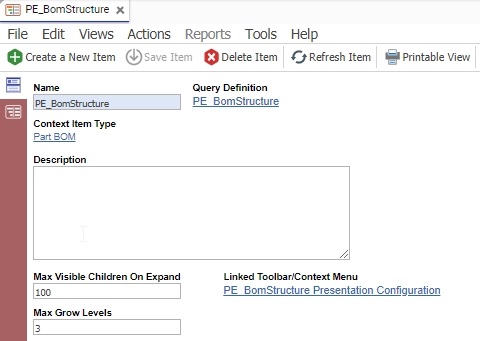 PE_BomStructure
File Edit Views Actions Reports Tools Help
Create a New Item Save Item Delete Item Refresh Item Printable View
Name Query Definition
PE_BomStructure PE_BomStructure
Context Item Type
Part BOM
Description
Max Visible Children On Expand Linked Toolbar/Context Menu
100 PE_BomStructure Presentation Configuration
Max Grow Levels
3